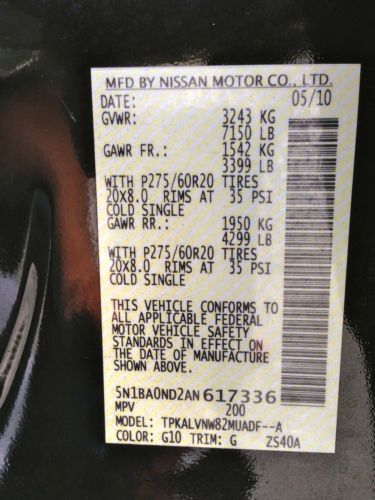 MFD BY NISSAN MOTOR CO., LTD.
DATE: 05/10
GVWR: 3243 KG
7150 LB
GAWR FR.: 1542 KG
3399 LB
WITH P275/60R20 TIRES
20X8.0 RIMS AT 35 PSI
COLD SINGLE
GAWR RR.: 1950 KG
4299 LB
WITH P275/60R20 TIRES
20X8.0 RIMS AT 35 PSI
COLD SINGLE
THIS VEHICLE CONFORMS TO
ALL APPLICABLE FEDERAL
MOTOR VEHICLE SAFETY
STANDARDS IN EFFECT ON
THE DATE OF MANUFACTURE
SHOWN ABOVE.
5N1BA0ND2AN617336
MPV 200
MODEL: TPKALVNW82MUADF--A
COLOR: G10 TRIM: G ZS40A